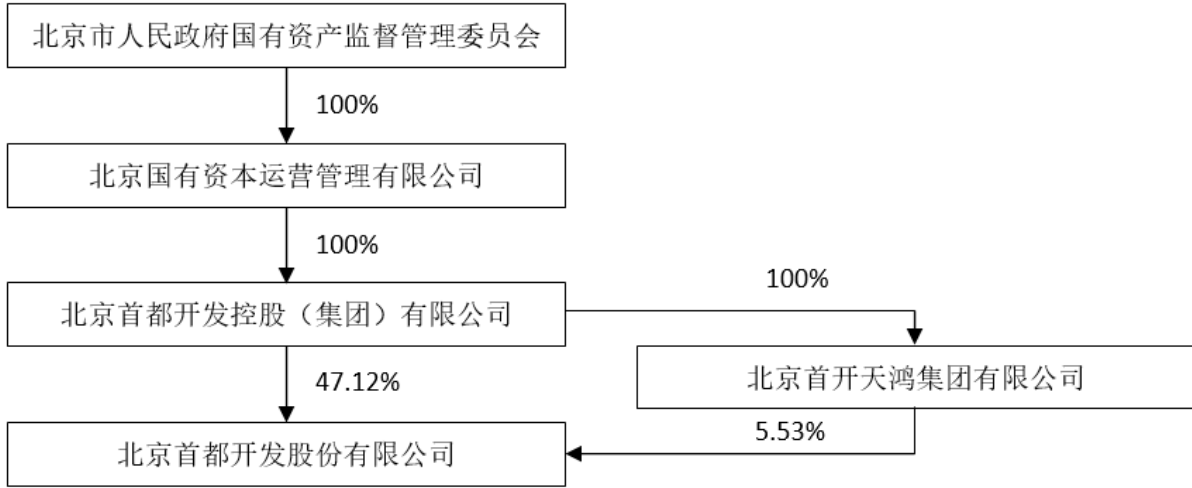 北京市人民政府国有资产监督管理委员会
100%
北京国有资本运营管理有限公司
100%
100%
北京首都开发控股（集团）有限公司
北京首开天鸿集团有限公司
47.12%
5.53%
北京首都开发股份有限公司